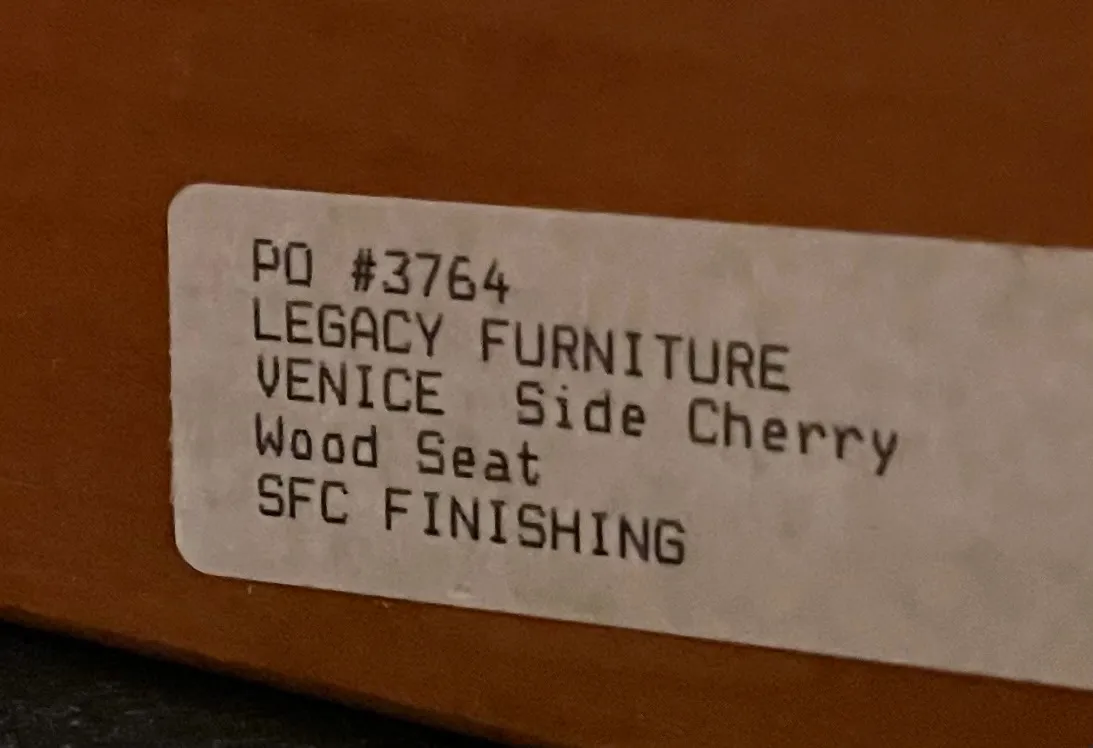 PO #3764
LEGACY FURNITURE
VENICE Side Cherry
Wood Seat
SFC FINISHING